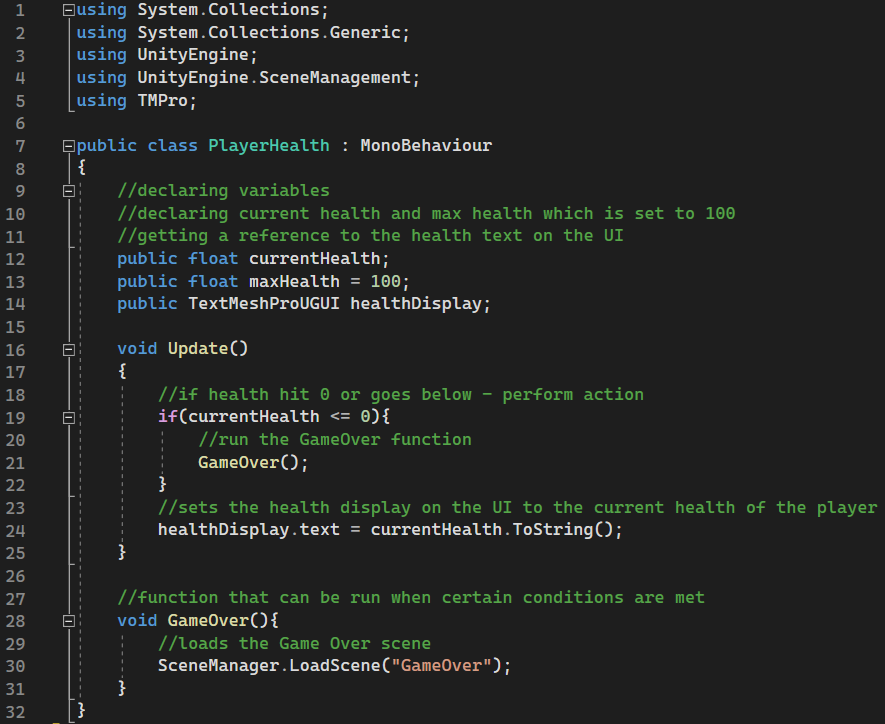 1 using System.Collections;
2 using System.Collections.Generic;
3 using UnityEngine;
4 using UnityEngine.SceneManagement;
5 using TMPro;
6
7 public class PlayerHealth : MonoBehaviour
8 {
9     //declaring variables
10     //declaring current health and max health which is set to 100
11     //getting a reference to the health text on the UI
12     public float currentHealth;
13     public float maxHealth = 100;
14     public TextMeshProUGUI healthDisplay;
15
16     void Update()
17     {
18         //if health hit 0 or goes below - perform action
19         if(currentHealth <= 0){
20             //run the GameOver function
21             GameOver();
22         }
23         //sets the health display on the UI to the current health of the player
24         healthDisplay.text = currentHealth.ToString();
25     }
26
27     //function that can be run when certain conditions are met
28     void GameOver(){
29         //loads the Game Over scene
30         SceneManager.LoadScene("GameOver");
31     }
32 }